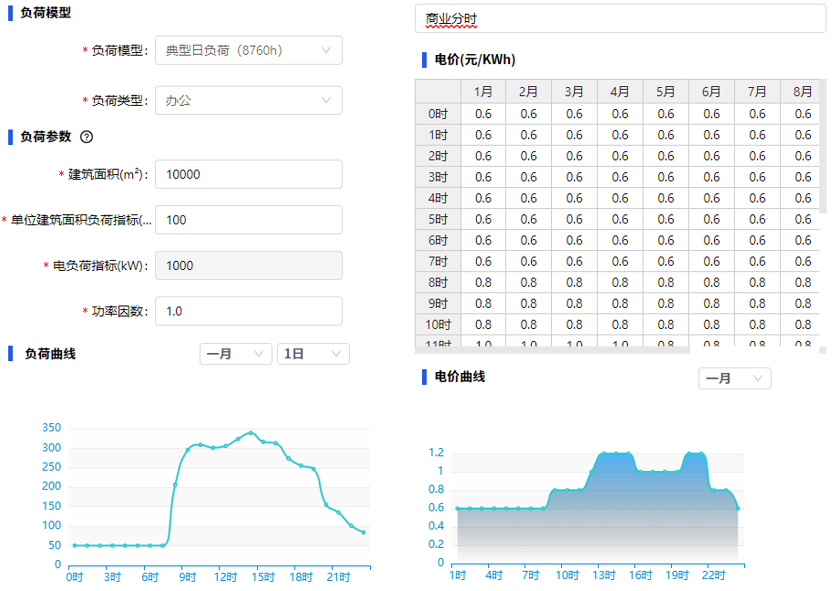 负荷模型
* 负荷模型: 典型日负荷（8760h）
* 负荷类型: 办公
负荷参数 ?
* 建筑面积(m²): 10000
* 单位建筑面积负荷指标(... 100
* 电负荷指标(kW): 1000
* 功率因数: 1.0
负荷曲线 一月 1日
350
300
250
200
150
100
50
0
0时 3时 6时 9时 12时 15时 18时 21时
商业分时
电价(元/KWh)
1月 2月 3月 4月 5月 6月 7月 8月
0时 0.6 0.6 0.6 0.6 0.6 0.6 0.6 0.6
1时 0.6 0.6 0.6 0.6 0.6 0.6 0.6 0.6
2时 0.6 0.6 0.6 0.6 0.6 0.6 0.6 0.6
3时 0.6 0.6 0.6 0.6 0.6 0.6 0.6 0.6
4时 0.6 0.6 0.6 0.6 0.6 0.6 0.6 0.6
5时 0.6 0.6 0.6 0.6 0.6 0.6 0.6 0.6
6时 0.6 0.6 0.6 0.6 0.6 0.6 0.6 0.6
7时 0.6 0.6 0.6 0.6 0.6 0.6 0.6 0.6
8时 0.8 0.8 0.8 0.8 0.8 0.8 0.8 0.8
9时 0.8 0.8 0.8 0.8 0.8 0.8 0.8 0.8
10时 0.8 0.8 0.8 0.8 0.8 0.8 0.8 0.8
11时 1.0 1.0 1.0 1.0 0.8 0.8 0.8 0.8
电价曲线 一月
1.2
1
0.8
0.6
0.4
0.2
0
1时 4时 7时 10时 13时 16时 19时 22时